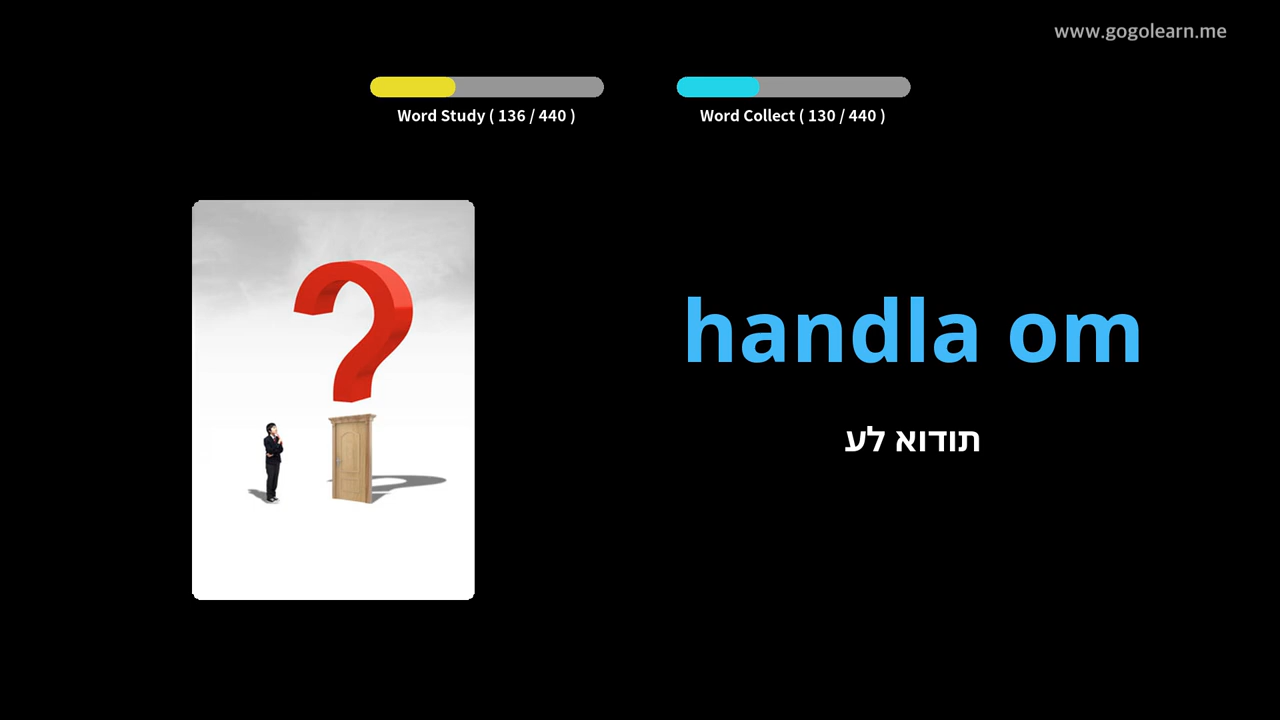 www.gogolearn.me
Word Study ( 136 / 440 )
Word Collect ( 130 / 440 )
handla om
תודוא לע